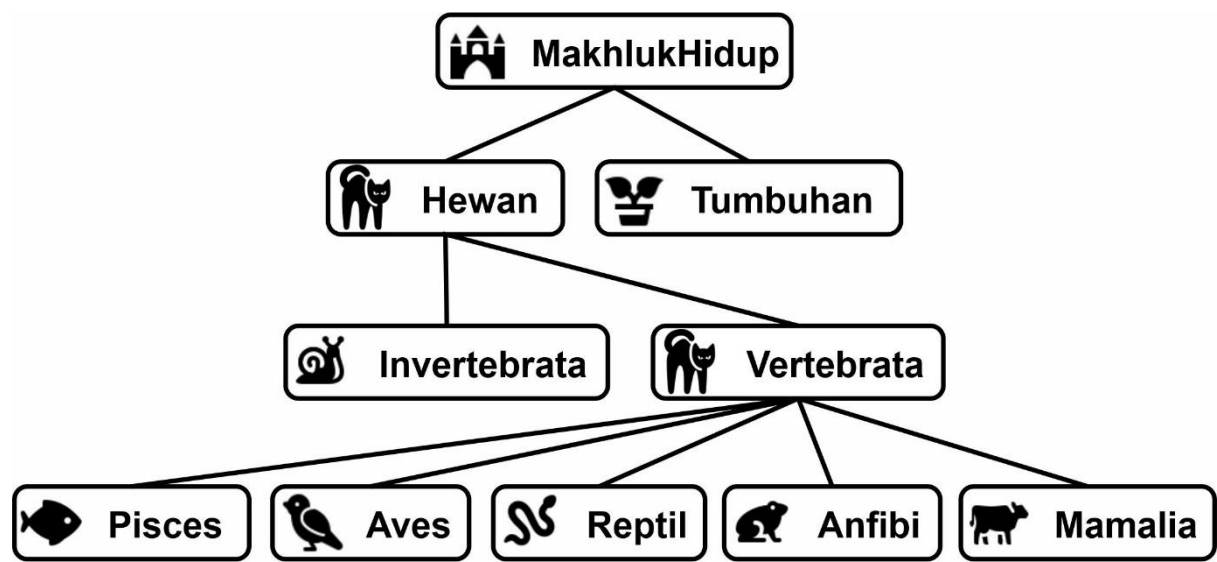 MakhlukHidup
Hewan
Tumbuhan
Invertebrata
Vertebrata
Pisces
Aves
Reptil
Anfibi
Mamalia